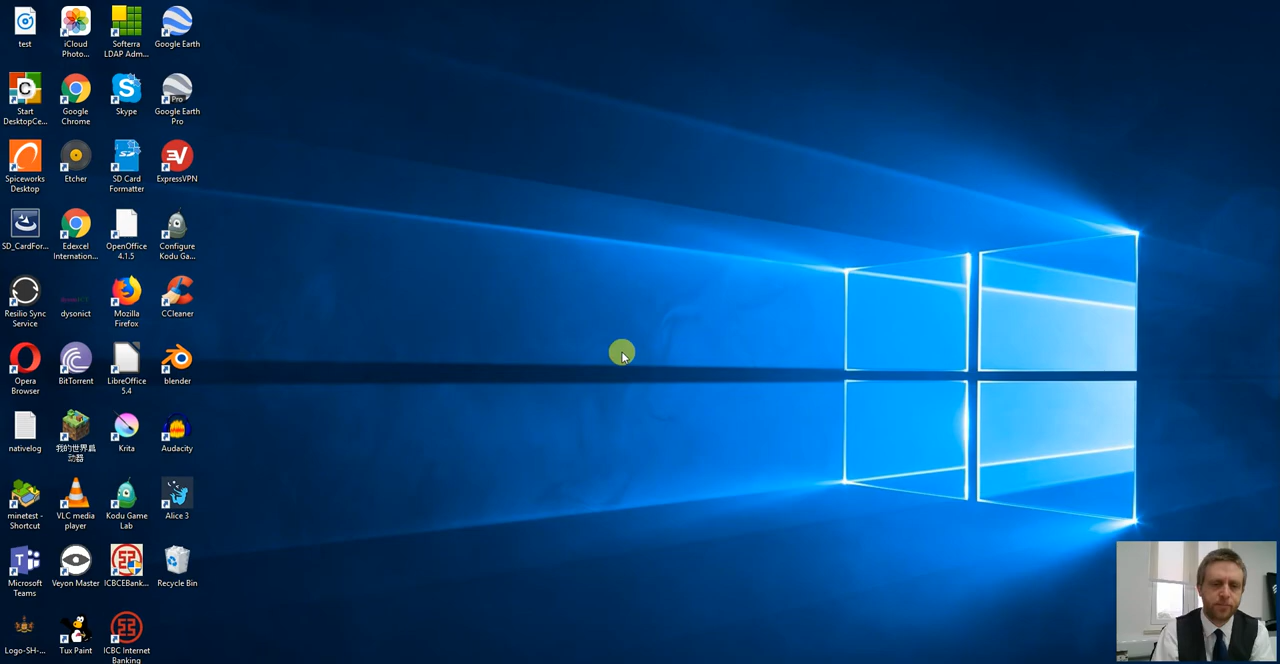 test
iCloud
Photo...
Softerra
LDAP Adm...
Google Earth
Start
DesktopCe...
Google
Chrome
Skype
Pro
Google Earth
Pro
Spiceworks
Desktop
Etcher
SD Card
Formatter
EV
ExpressVPN
SD_CardFor...
Edexcel
Internation...
OpenOffice
4.1.5
Configure
Kodu Ga...
Resilio Sync
Service
dysonict
Mozilla
Firefox
CCleaner
Opera
Browser
BitTorrent
LibreOffice
5.4
blender
nativelog
我的世界启
动器
Krita
Audacity
minetest -
Shortcut
VLC media
player
Kodu Game
Lab
Alice 3
Microsoft
Teams
Veyon Master
ICBCEBank...
Recycle Bin
Logo-SH-...
Tux Paint
ICBC Internet
Banking